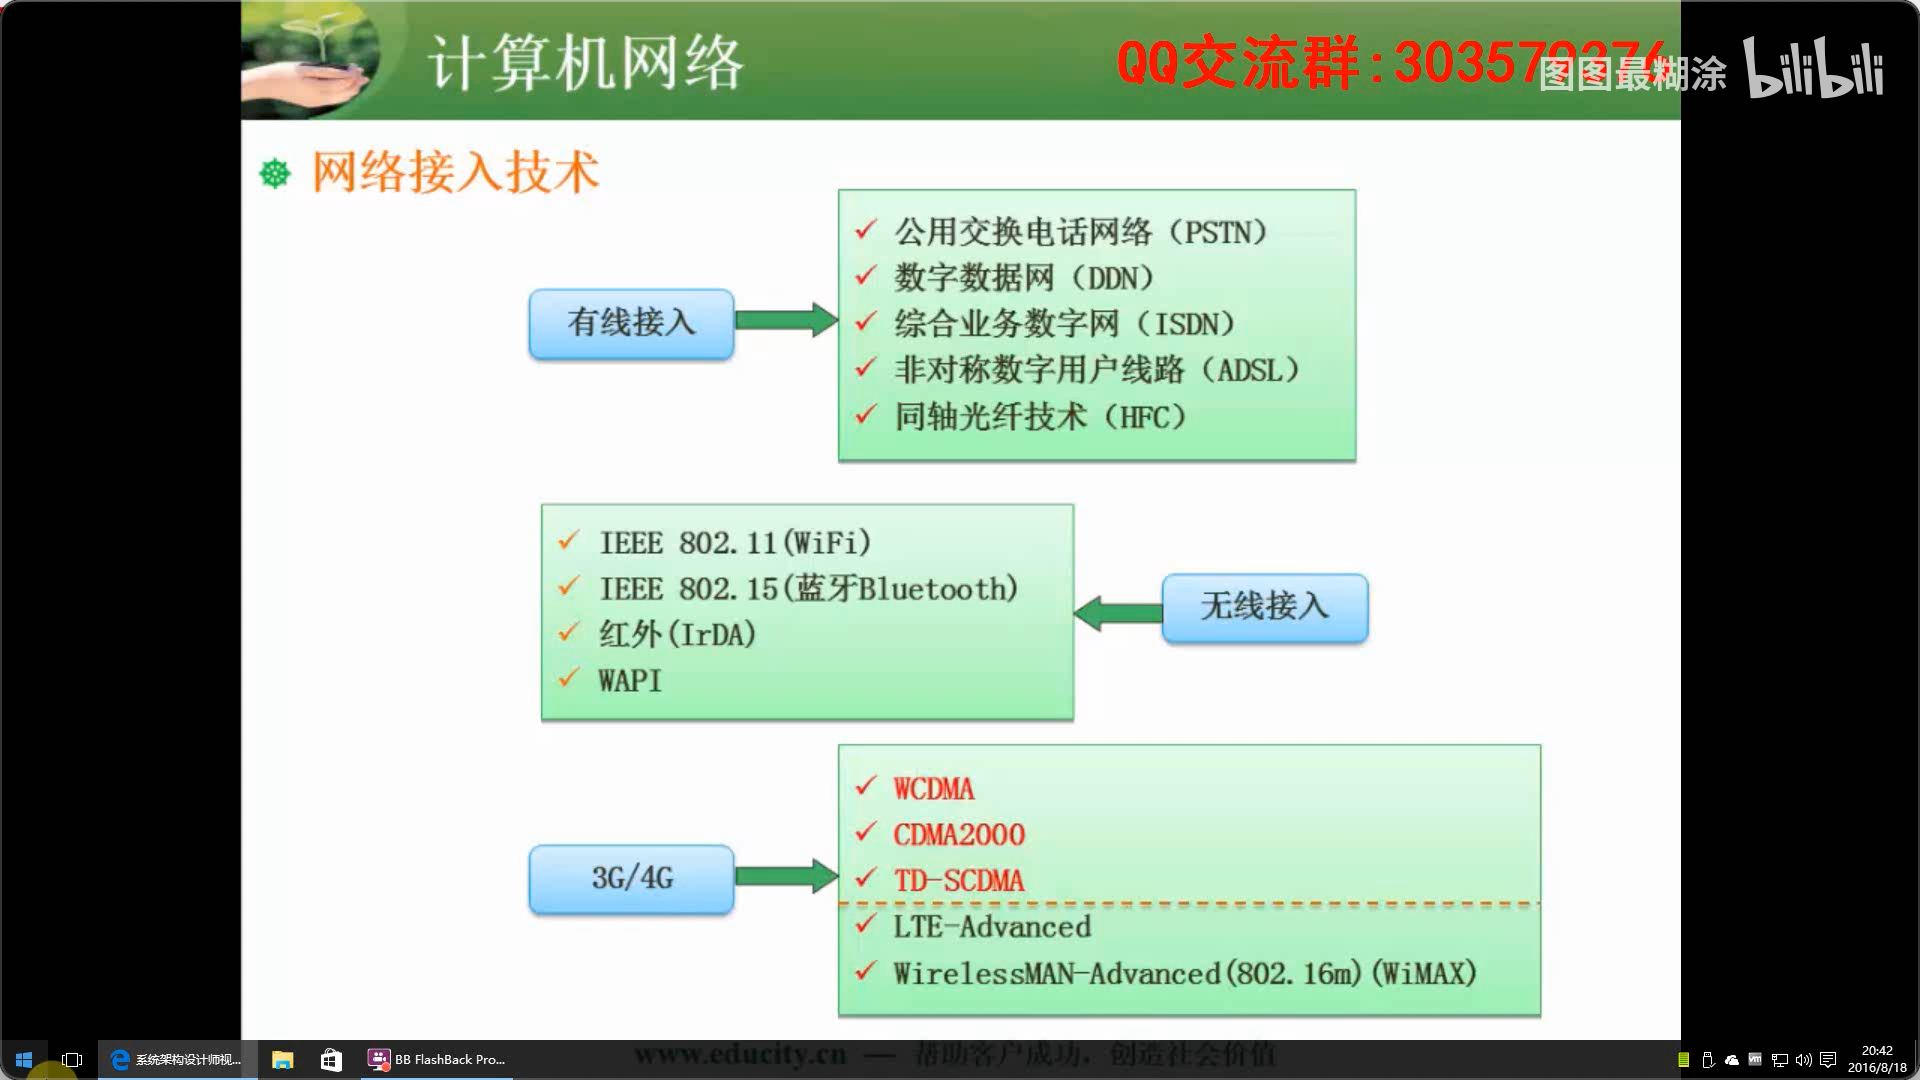 计算机网络
QQ交流群:303579376
图图最糊涂 bilibili
网络接入技术
公用交换电话网络（PSTN）
数字数据网（DDN）
有线接入
综合业务数字网（ISDN）
非对称数字用户线路（ADSL）
同轴光纤技术（HFC）
IEEE 802.11(WiFi)
IEEE 802.15(蓝牙Bluetooth)
无线接入
红外(IrDA)
WAPI
WCDMA
CDMA2000
3G/4G
TD-SCDMA
LTE-Advanced
WirelessMAN-Advanced(802.16m)(WiMAX)
www.educity.cn — 帮助客户成功，创造社会价值
系统架构设计师视...
BB FlashBack Pro...
20:42
2016/8/18